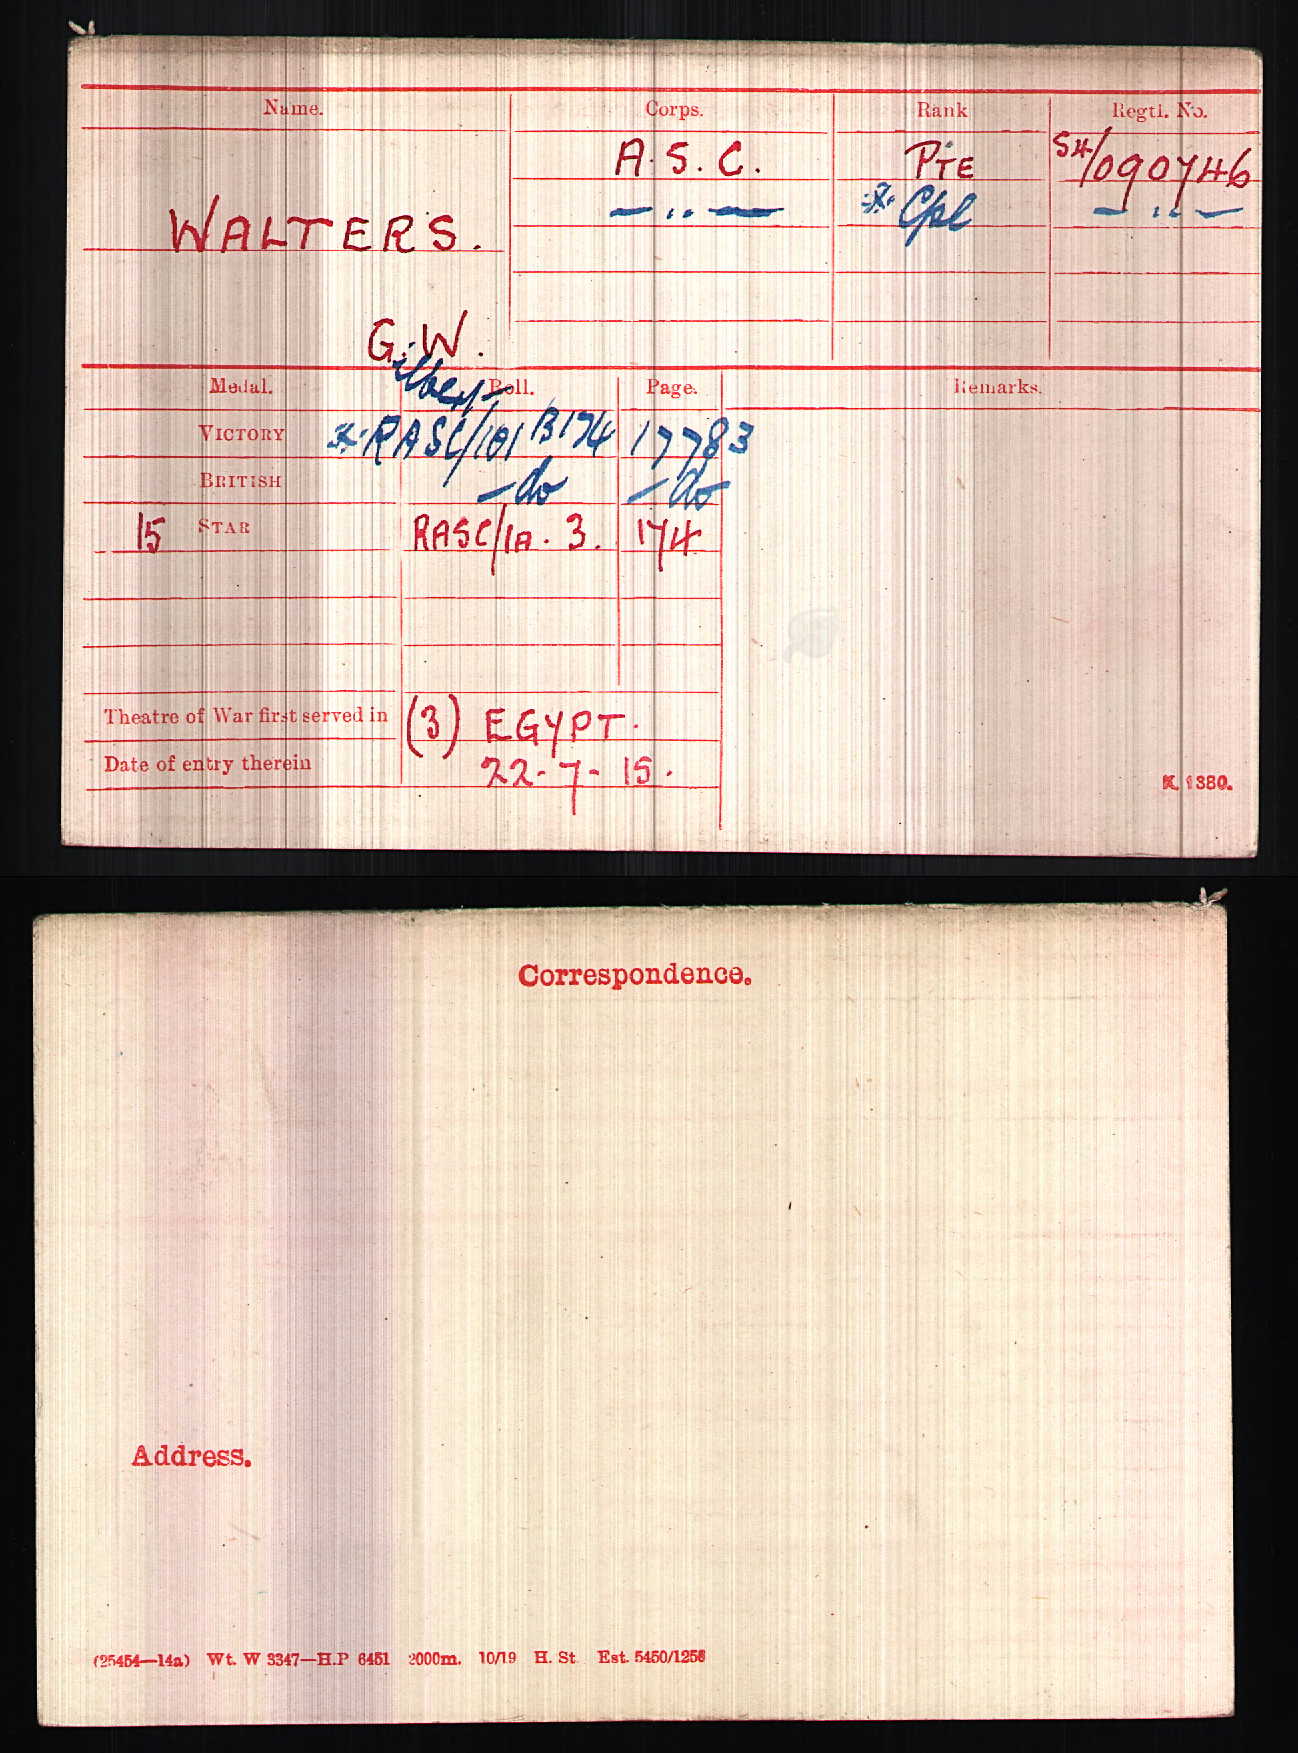 Name. Corps. Rank Regtl. No.
A.S.C. PTE S4/090746
WALTERS. —..— * Cpl —..—
G.W.
Gilbert
Medal. Roll. Page. Remarks.
VICTORY * RASC/101 B174 17783
BRITISH — do — do
15 STAR RASC/1A. 3. 174
Theatre of War first served in (3) EGYPT.
Date of entry therein 22-7-15.
K. 1380.
Correspondence.
Address.
(25454—14a) Wt. W 3347—H.P 6451 2000m. 10/19 H. St. Est. 5450/1256